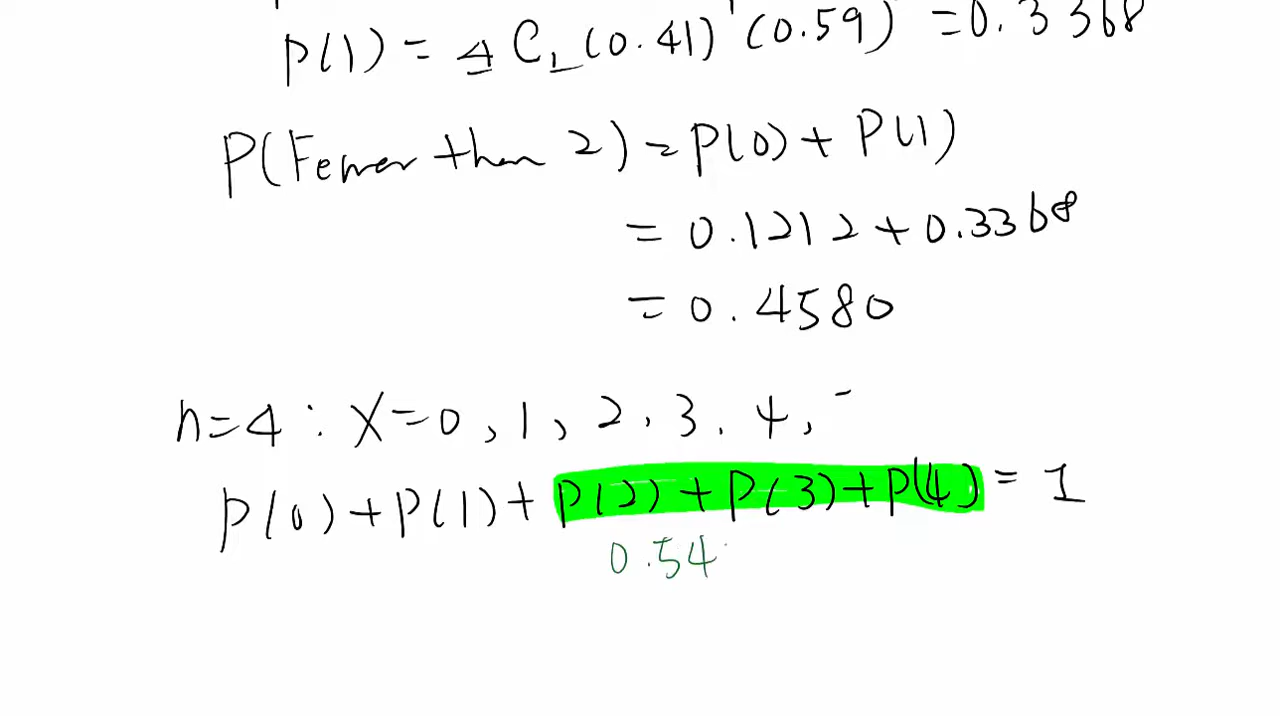 P(1) = 4C1 (0.41)¹ (0.59) = 0.3368
P(Fewer than 2) = P(0) + P(1)
= 0.1212 + 0.3368
= 0.4580
n=4 : X=0, 1, 2, 3, 4,
P(0) + P(1) + P(2) + P(3) + P(4) = 1
0.54